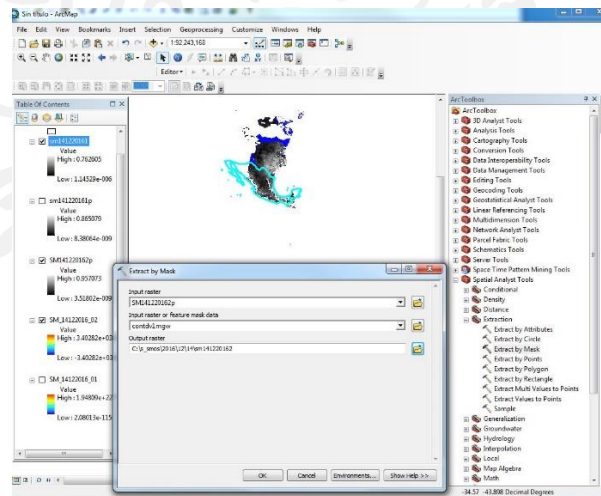 Sin título - ArcMap
File Edit View Bookmarks Insert Selection Geoprocessing Customize Windows Help
1:92,243,160
Editor
Table Of Contents
sm141220161
Value
High : 0.762605
Low : 1.14529e-006
sm141220161p
Value
High : 0.865079
Low : 8.38064e-009
SM141220162p
Value
High : 0.957073
Low : 3.51802e-009
SM_14122016_02
Value
High : 3.40282e+03
Low : -3.40282e+03
SM_14122016_01
Value
High : 1.94809e+22
Low : 2.08013e-115
Extract by Mask
Input raster
SM141220162p
Input raster or feature mask data
contdv1mgw
Output raster
C:\s_smos\2016\12\14\sm141220162
OK Cancel Environments... Show Help >>
ArcToolbox
ArcToolbox
3D Analyst Tools
Analysis Tools
Cartography Tools
Conversion Tools
Data Interoperability Tools
Data Management Tools
Editing Tools
Geocoding Tools
Geostatistical Analyst Tools
Linear Referencing Tools
Multidimension Tools
Network Analyst Tools
Parcel Fabric Tools
Schematics Tools
Server Tools
Space Time Pattern Mining Tools
Spatial Analyst Tools
Conditional
Density
Distance
Extraction
Extract by Attributes
Extract by Circle
Extract by Mask
Extract by Points
Extract by Polygon
Extract by Rectangle
Extract Multi Values to Points
Extract Values to Points
Sample
Generalization
Groundwater
Hydrology
Interpolation
Local
Map Algebra
Math
-34.57 -43.898 Decimal Degrees